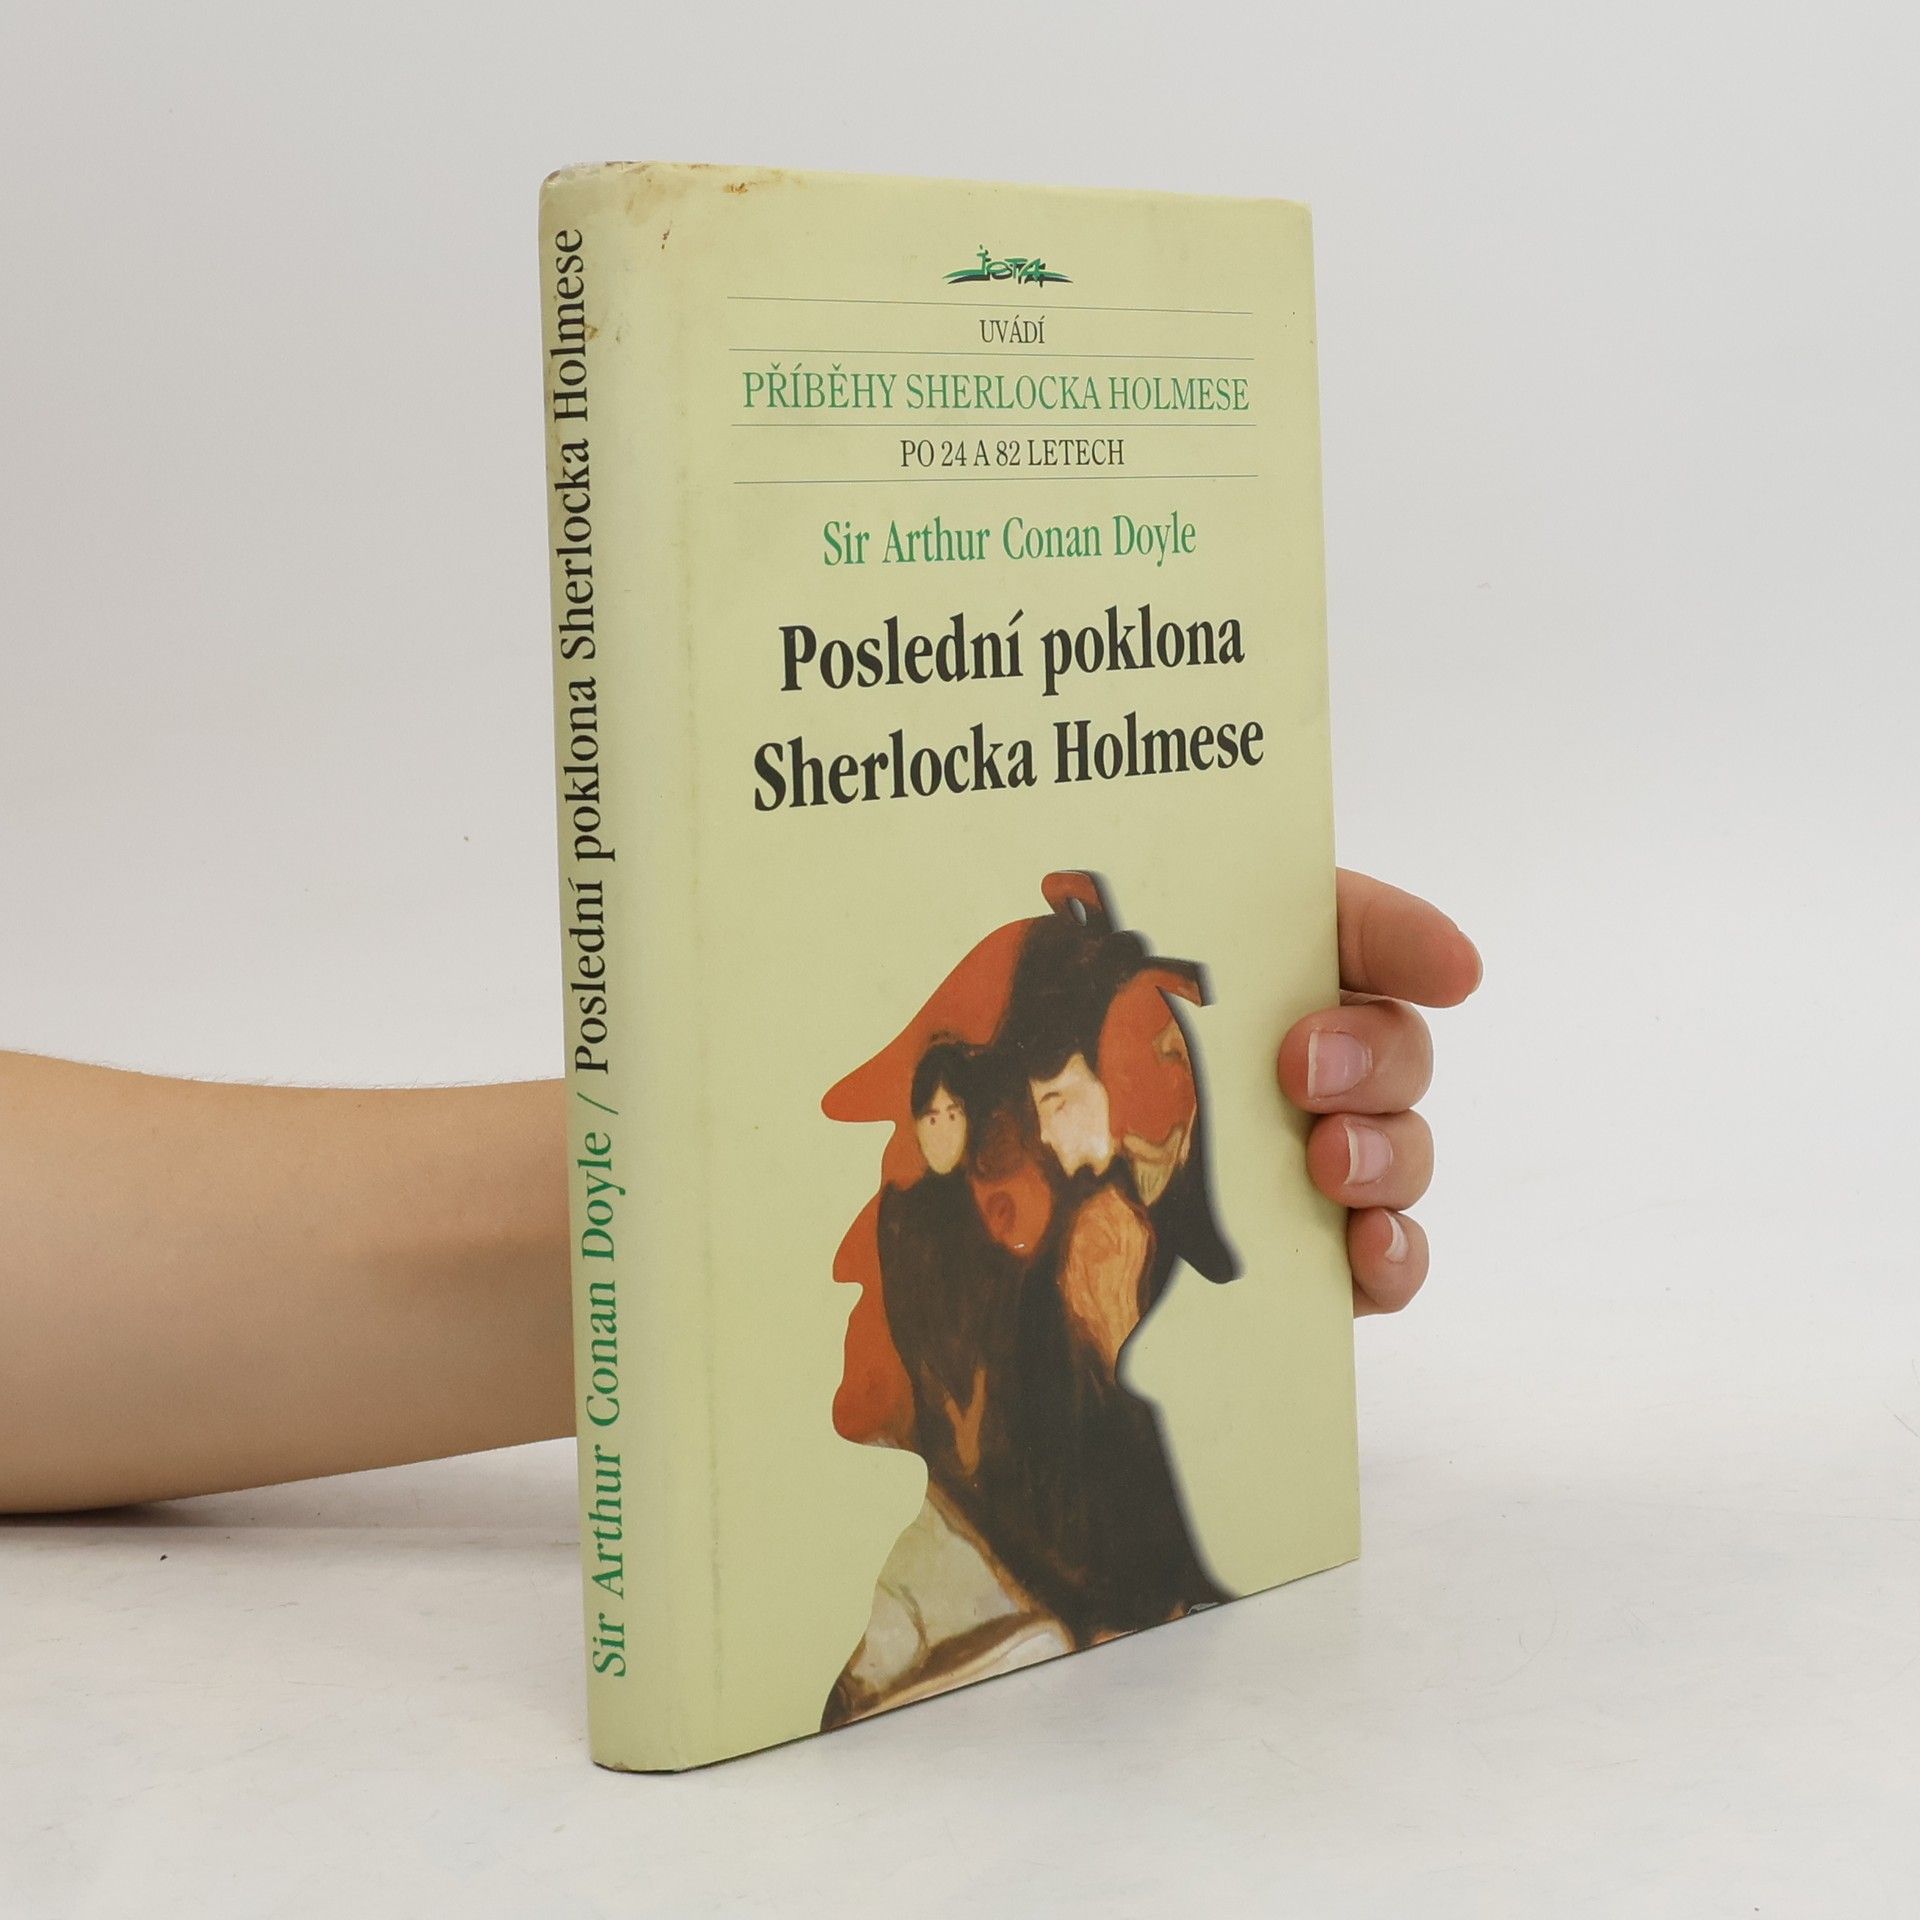 Sir Arthur Conan Doyle / Poslední poklona Sherlocka Holmese
JOTA
UVÁDÍ
PŘÍBĚHY SHERLOCKA HOLMESE
PO 24 A 82 LETECH
Sir Arthur Conan Doyle
Poslední poklona
Sherlocka Holmese